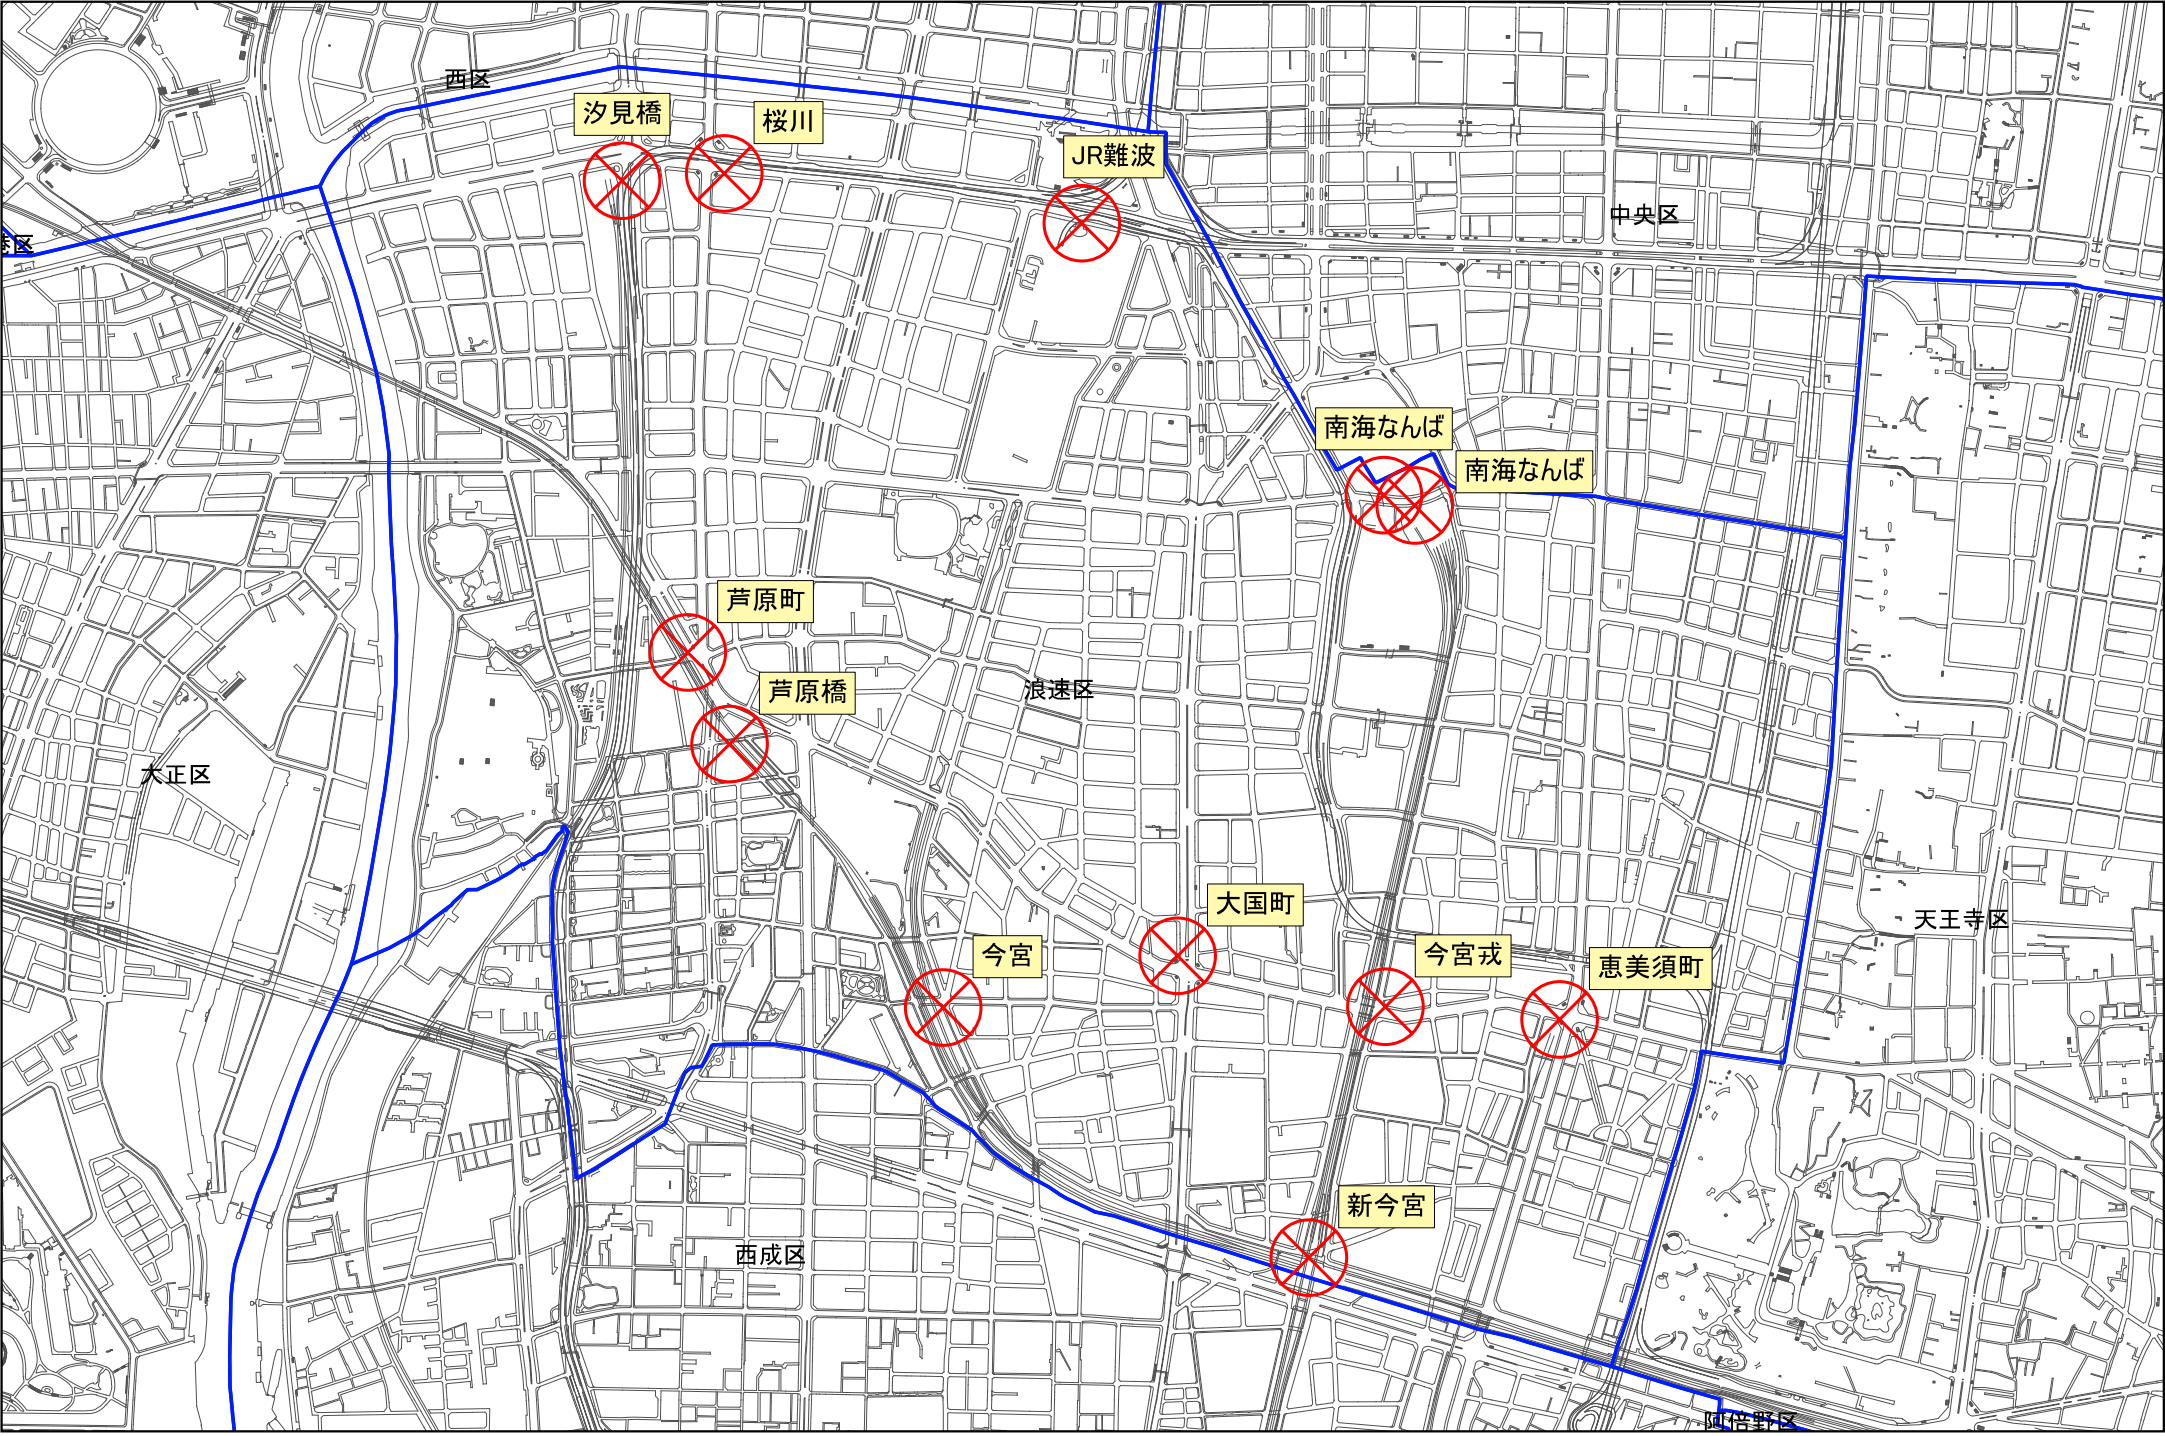 西区
汐見橋
桜川
JR難波
中央区
港区
南海なんば
南海なんば
芦原町
芦原橋
浪速区
大正区
大国町
天王寺区
今宮
今宮戎
恵美須町
新今宮
西成区
阿倍野区